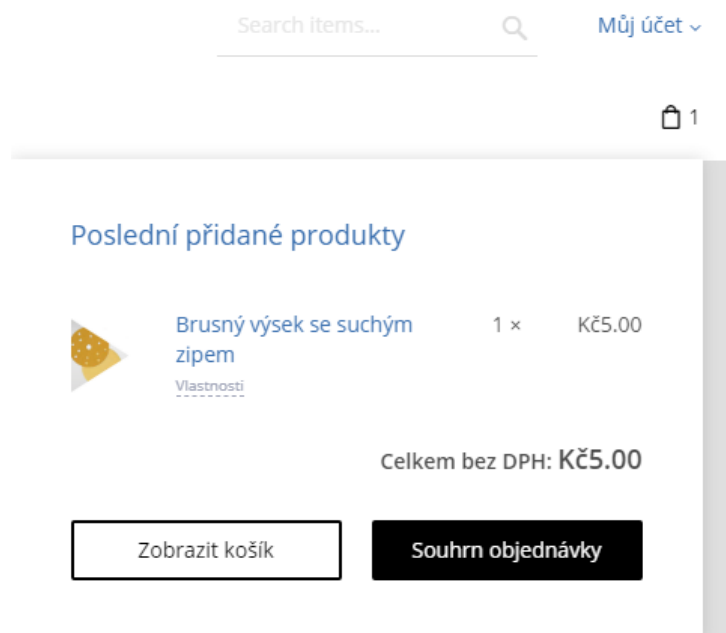 Search items...
Můj účet
1
Poslední přidané produkty
Brusný výsek se suchým 1 × Kč5.00
zipem
Vlastnosti
Celkem bez DPH: Kč5.00
Zobrazit košík
Souhrn objednávky